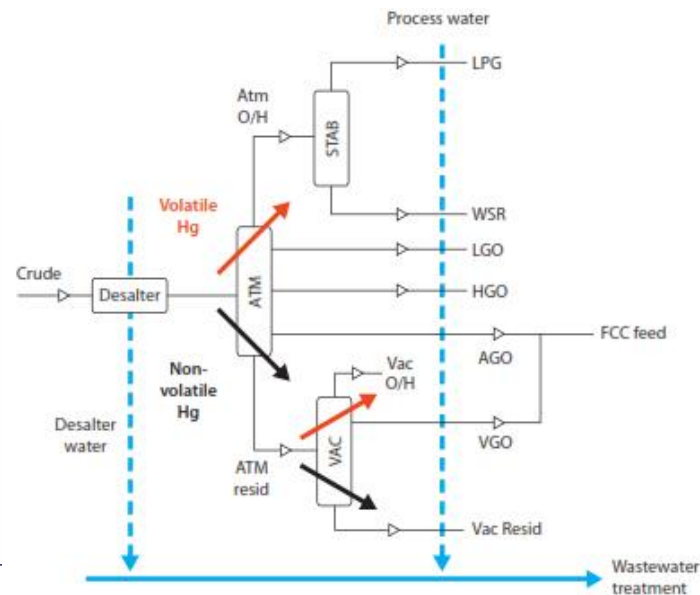 Process water
LPG
Atm
O/H
STAB
Volatile
Hg
WSR
LGO
Crude
Desalter
ATM
HGO
FCC feed
AGO
Non-
volatile
Hg
Vac
O/H
Desalter
water
VAC
VGO
ATM
resid
Vac Resid
Wastewater
treatment